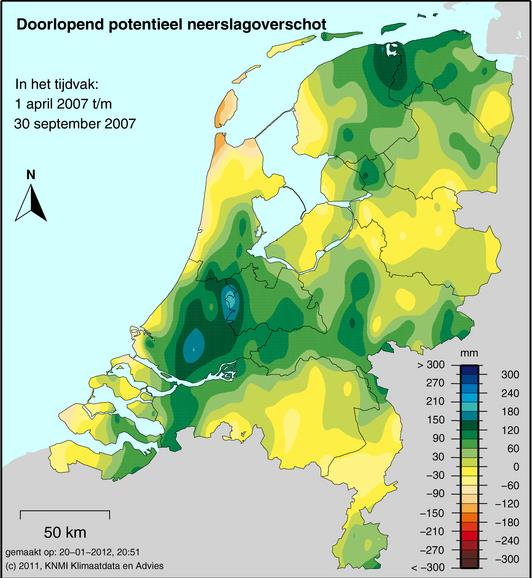 Doorlopend potentieel neerslagoverschot
In het tijdvak:
1 april 2007 t/m
30 september 2007
N
mm
> 300
300
270
240
210
180
150
120
90
60
30
0
−30
−60
−90
−120
−150
−180
−210
−240
−270
−300
< −300
50 km
gemaakt op: 20−01−2012, 20:51
(c) 2011, KNMI Klimaatdata en Advies